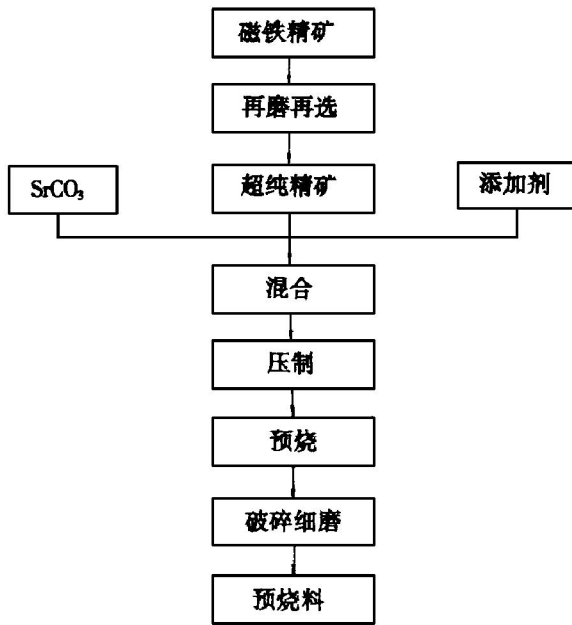 磁铁精矿
再磨再选
SrCO₃
超纯精矿
添加剂
混合
压制
预烧
破碎细磨
预烧料